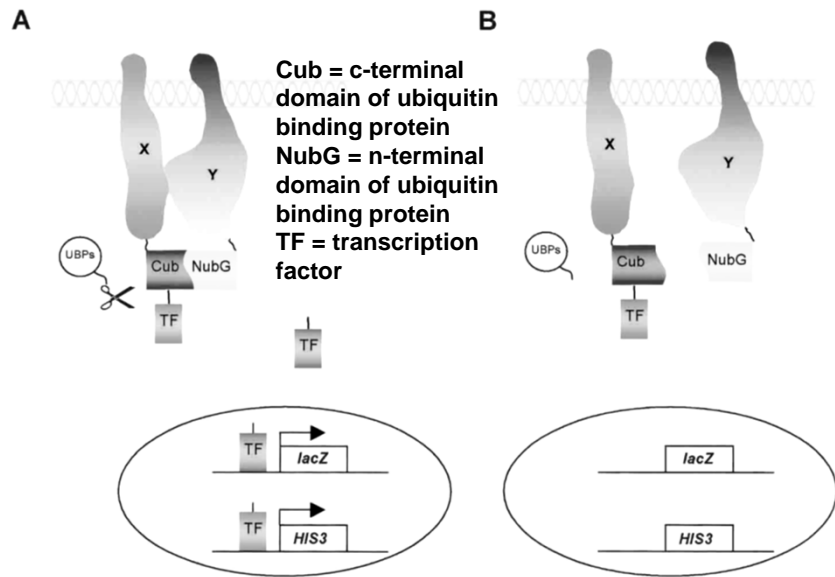 A
B
Cub = c-terminal
domain of ubiquitin
binding protein
NubG = n-terminal
domain of ubiquitin
binding protein
TF = transcription
factor
X
Y
UBPs
Cub
NubG
TF
TF
TF
lacZ
TF
HIS3
X
Y
UBPs
Cub
NubG
TF
lacZ
HIS3